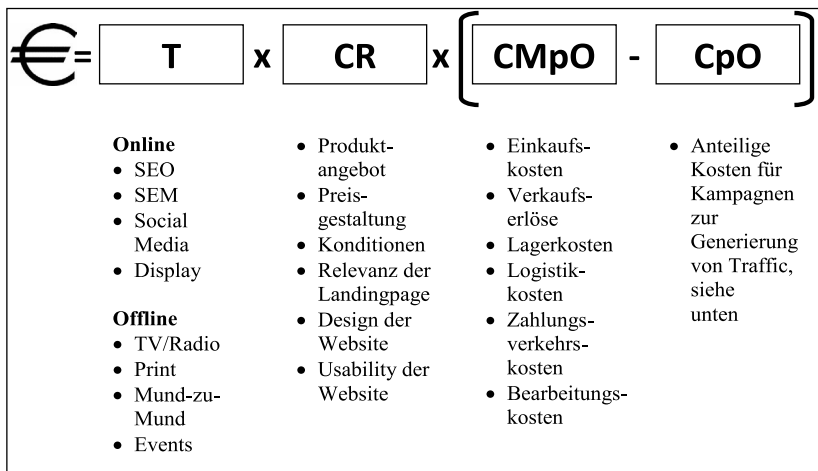 € = T x CR x [ CMpO - CpO ]
Online
• SEO
• SEM
• Social
Media
• Display
Offline
• TV/Radio
• Print
• Mund-zu-
Mund
• Events
• Produkt-
angebot
• Preis-
gestaltung
• Konditionen
• Relevanz der
Landingpage
• Design der
Website
• Usability der
Website
• Einkaufs-
kosten
• Verkaufs-
erlöse
• Lagerkosten
• Logistik-
kosten
• Zahlungs-
verkehrs-
kosten
• Bearbeitungs-
kosten
• Anteilige
Kosten für
Kampagnen
zur
Generierung
von Traffic,
siehe
unten